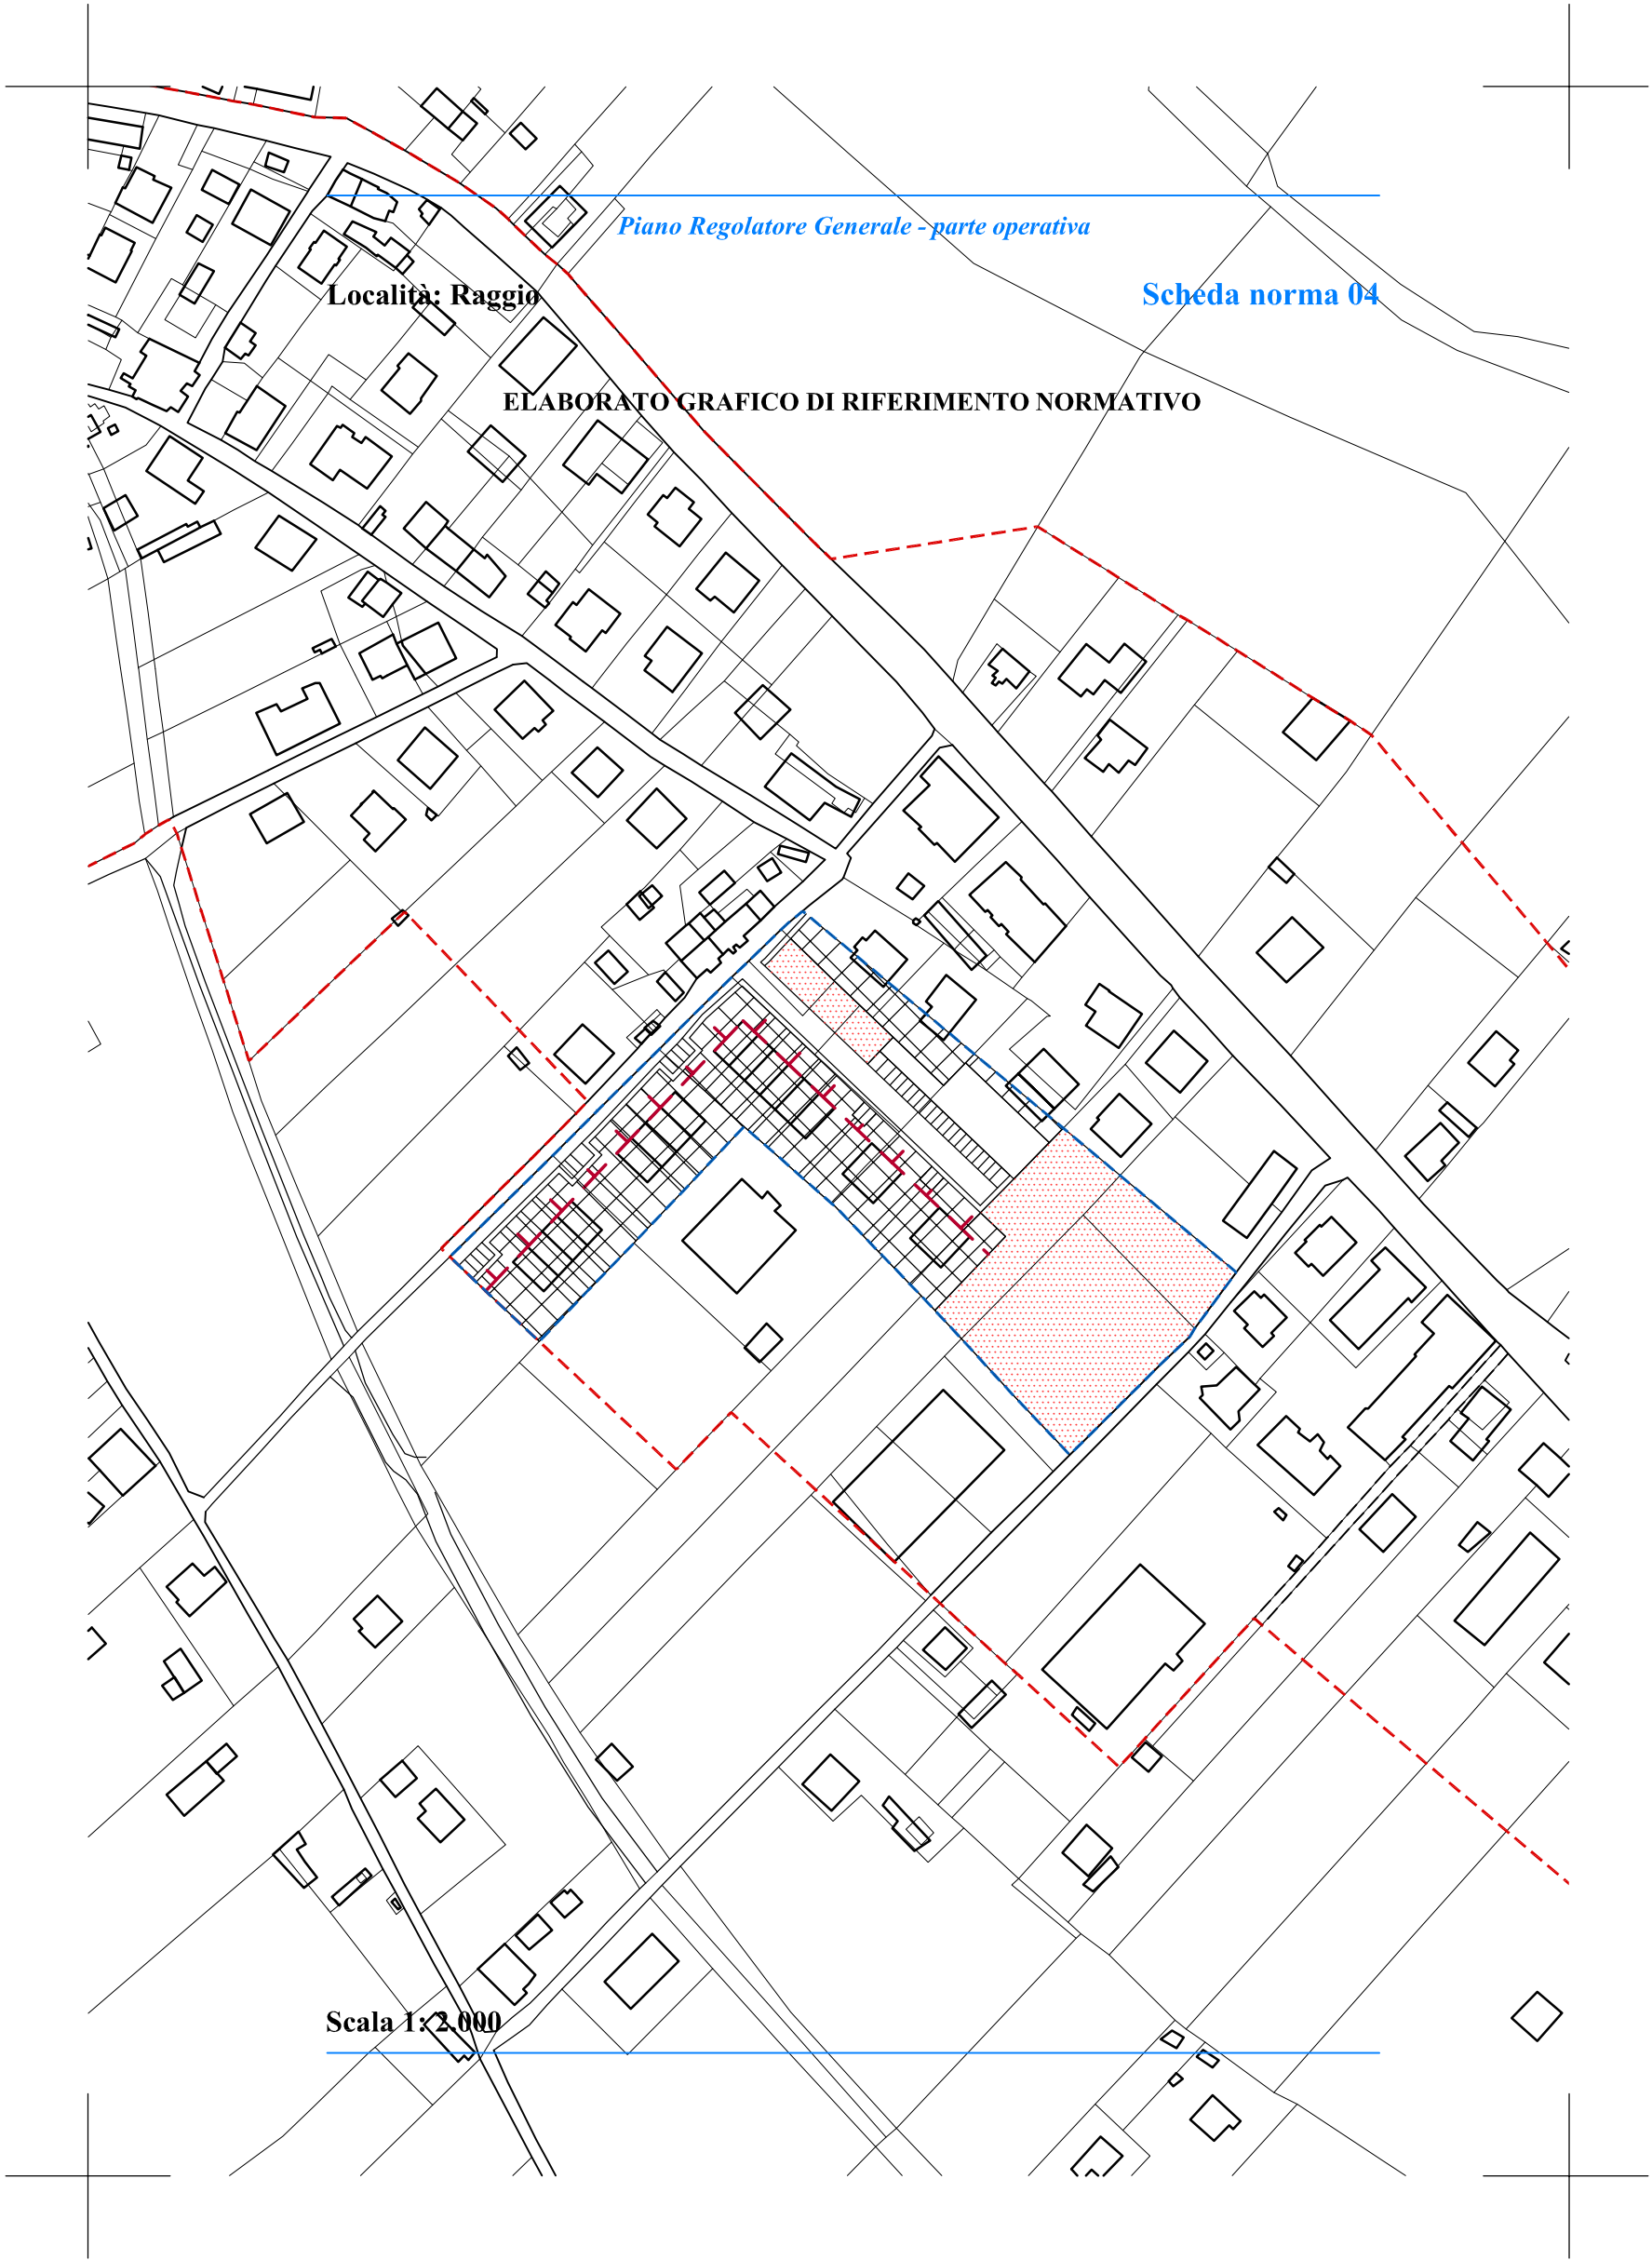 Piano Regolatore Generale - parte operativa
Località: Raggio
Scheda norma 04
ELABORATO GRAFICO DI RIFERIMENTO NORMATIVO
Scala 1: 2.000